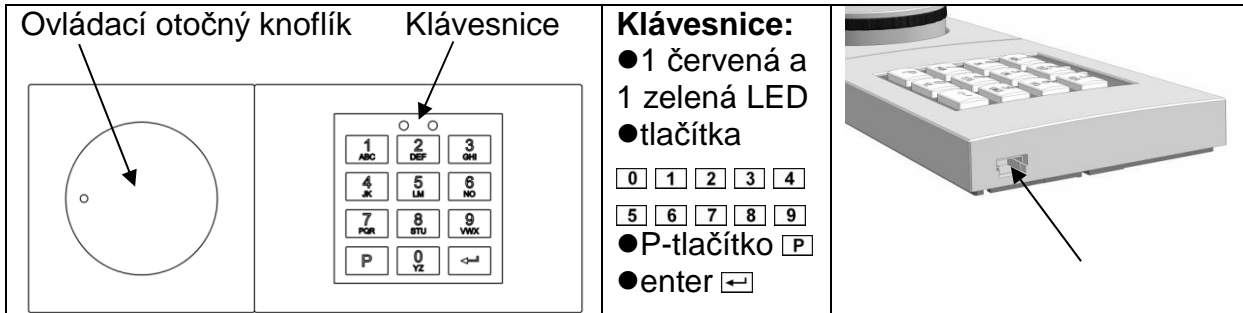 Ovládací otočný knoflík Klávesnice
1 2 3
ABC DEF GHI
4 5 6
JK LM NO
7 8 9
PQR STU VWX
P 0
YZ
Klávesnice:
●1 červená a
1 zelená LED
●tlačítka
0 1 2 3 4
5 6 7 8 9
●P-tlačítko P
●enter